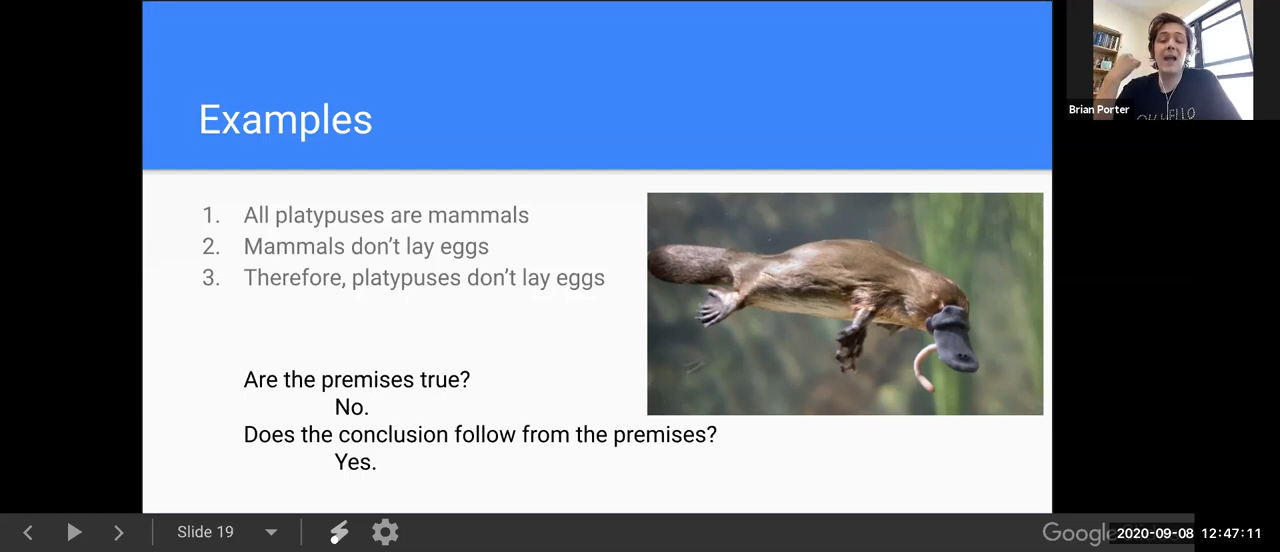 Examples
1. All platypuses are mammals
2. Mammals don't lay eggs
3. Therefore, platypuses don't lay eggs
Are the premises true?
No.
Does the conclusion follow from the premises?
Yes.
Brian Porter
OH HELLO
Slide 19
Google
2020-09-08 12:47:11